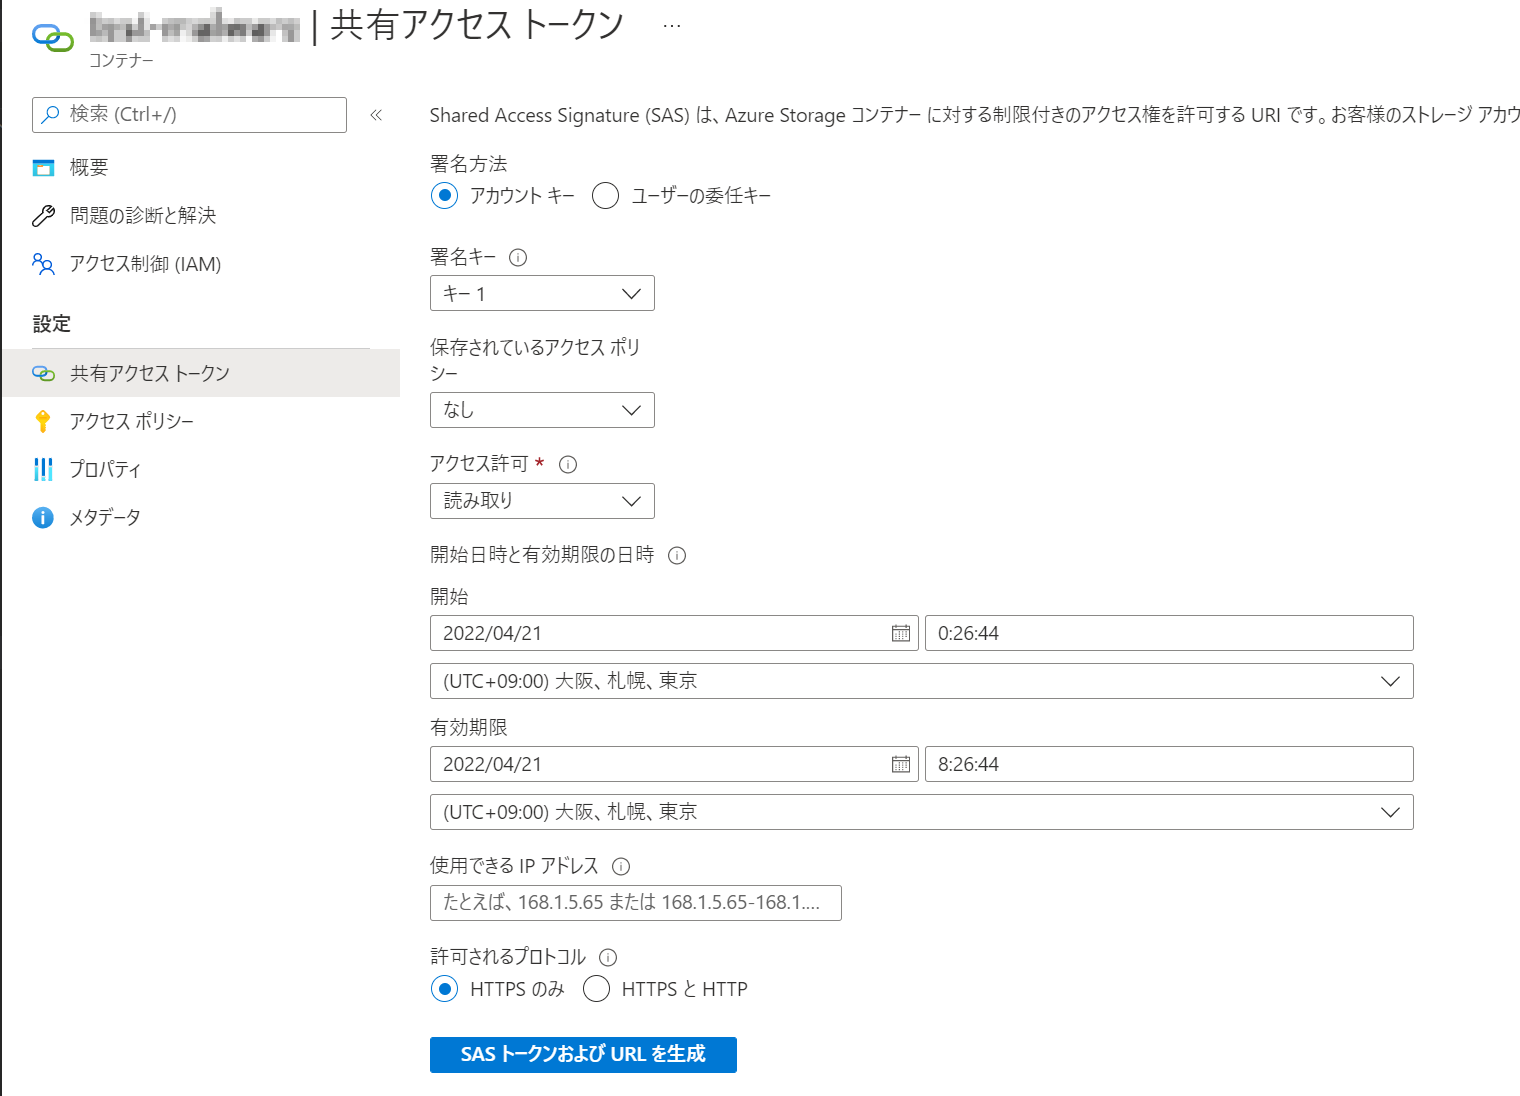 | 共有アクセス トークン ...
コンテナー
検索 (Ctrl+/)
«
概要
問題の診断と解決
アクセス制御 (IAM)
設定
共有アクセス トークン
アクセス ポリシー
プロパティ
メタデータ
Shared Access Signature (SAS) は、Azure Storage コンテナー に対する制限付きのアクセス権を許可する URI です。お客様のストレージ アカウ
署名方法
アカウント キー ユーザーの委任キー
署名キー
キー 1
保存されているアクセス ポリ
シー
なし
アクセス許可 *
読み取り
開始日時と有効期限の日時
開始
2022/04/21 0:26:44
(UTC+09:00) 大阪、札幌、東京
有効期限
2022/04/21 8:26:44
(UTC+09:00) 大阪、札幌、東京
使用できる IP アドレス
たとえば、168.1.5.65 または 168.1.5.65-168.1....
許可されるプロトコル
HTTPS のみ HTTPS と HTTP
SAS トークンおよび URL を生成